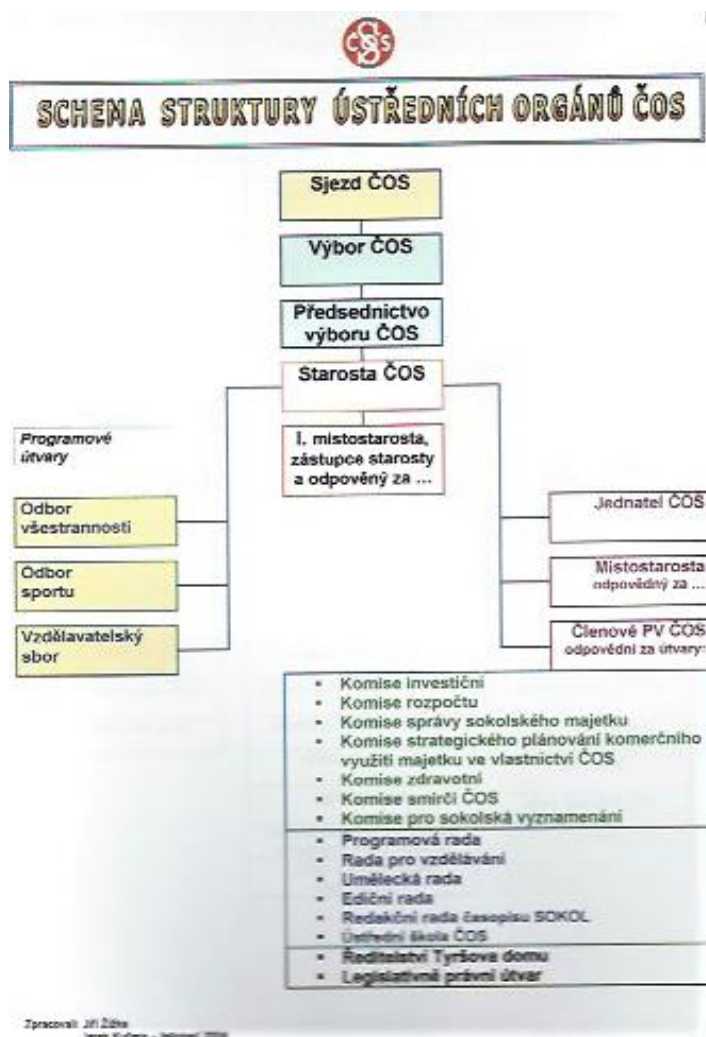 ČOS
SCHEMA STRUKTURY ÚSTŘEDNÍCH ORGÁNŮ ČOS
Sjezd ČOS
Výbor ČOS
Předsednictvo
výboru ČOS
Starosta ČOS
Programové
útvary
I. místostarosta,
zástupce starosty
a odpověný za ...
Odbor
všestrannosti
Odbor
sportu
Vzdělavatelský
sbor
Jednatel ČOS
Místostarosta
odpovědný za ...
Členové PV ČOS
odpovědní za útvary:
• Komise investiční
• Komise rozpočtu
• Komise správy sokolského majetku
• Komise strategického plánování komerčního
využití majetku ve vlastnictví ČOS
• Komise zdravotní
• Komise smírčí ČOS
• Komise pro sokolská vyznamenání
• Programová rada
• Rada pro vzdělávání
• Umělecká rada
• Ediční rada
• Redakční rada časopisu SOKOL
• Ústřední škola ČOS
• Ředitelství Tyršova domu
• Legislativně právní útvar
Zpracovali: Jiří Žižka